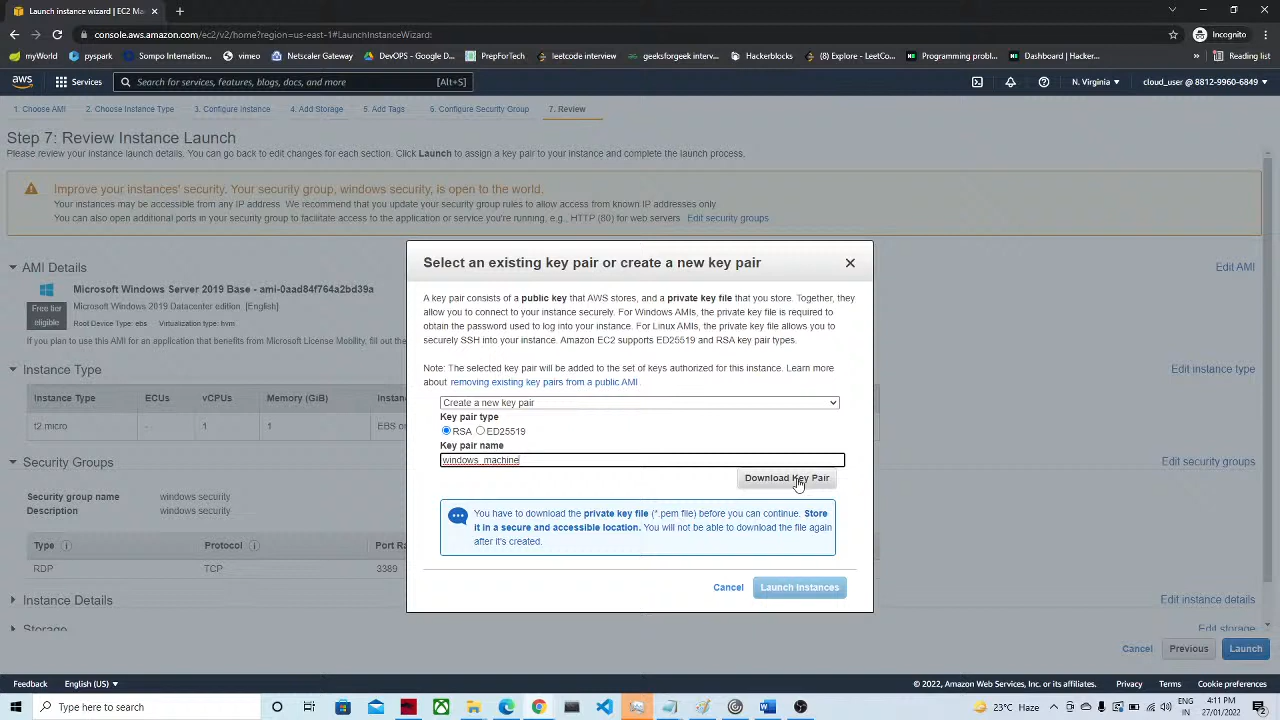 Launch instance wizard | EC2 Ma
console.aws.amazon.com/ec2/v2/home?region=us-east-1#LaunchInstanceWizard:
Incognito
myWorld
pyspark
Sompo Internationa...
vimeo
Netscaler Gateway
DevOps - Google D...
PrepForTech
leetcode interview
geeksforgeek interv...
Hackerblocks
(8) Explore - LeetCo...
Programming probl...
Dashboard | Hacker...
»
Reading list
aws
Services
Search for services, features, blogs, docs, and more
[Alt+S]
N. Virginia
cloud_user @ 8812-9960-6849
1. Choose AMI
2. Choose Instance Type
3. Configure Instance
4. Add Storage
5. Add Tags
6. Configure Security Group
7. Review
Step 7: Review Instance Launch
Please review your instance launch details. You can go back to edit changes for each section. Click Launch to assign a key pair to your instance and complete the launch process.
Improve your instances' security. Your security group, windows security, is open to the world.
Your instances may be accessible from any IP address. We recommend that you update your security group rules to allow access from known IP addresses only.
You can also open additional ports in your security group to facilitate access to the application or service you're running, e.g., HTTP (80) for web servers. Edit security groups
AMI Details
Edit AMI
Microsoft Windows Server 2019 Base - ami-0aad84f764a2bd39a
Free tier
eligible
Microsoft Windows 2019 Datacenter edition. [English]
Root Device Type: ebs Virtualization type: hvm
If you plan to use this AMI for an application that benefits from Microsoft License Mobility, fill out the
Instance Type
Edit instance type
Instance Type
ECUs
vCPUs
Memory (GiB)
Instan
t2.micro
-
1
1
EBS o
Security Groups
Edit security groups
Security group name
windows security
Description
windows security
Type
Protocol
Port Ra
RDP
TCP
3389
Instance Details
Edit instance details
Storage
Edit storage
Select an existing key pair or create a new key pair
A key pair consists of a public key that AWS stores, and a private key file that you store. Together, they
allow you to connect to your instance securely. For Windows AMIs, the private key file is required to
obtain the password used to log into your instance. For Linux AMIs, the private key file allows you to
securely SSH into your instance. Amazon EC2 supports ED25519 and RSA key pair types.
Note: The selected key pair will be added to the set of keys authorized for this instance. Learn more
about removing existing key pairs from a public AMI.
Create a new key pair
Key pair type
RSA
ED25519
Key pair name
windows_machine
Download Key Pair
You have to download the private key file (*.pem file) before you can continue. Store
it in a secure and accessible location. You will not be able to download the file again
after it's created.
Cancel
Launch Instances
Cancel
Previous
Launch
Feedback
English (US)
© 2022, Amazon Web Services, Inc. or its affiliates.
Privacy
Terms
Cookie preferences
Type here to search
23°C Haze
ENG
IN
4:11 PM
27/01/2022